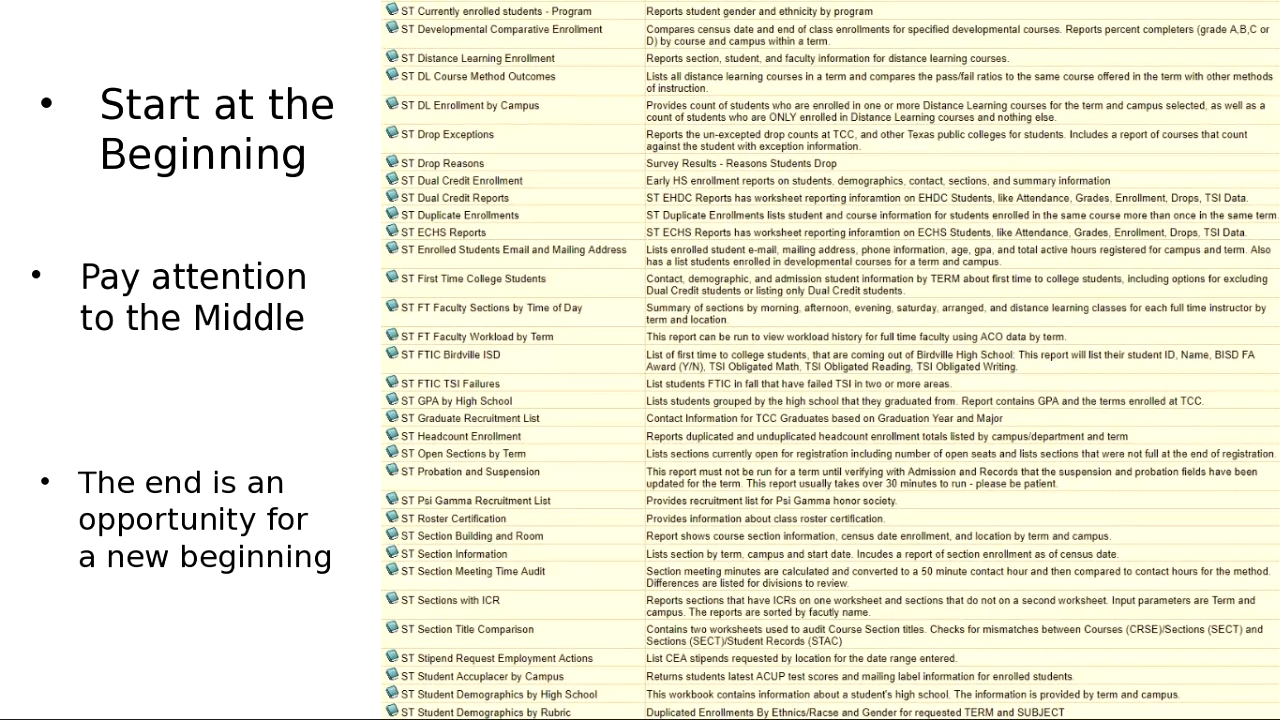 • Start at the
Beginning
• Pay attention
to the Middle
• The end is an
opportunity for
a new beginning
ST Currently enrolled students - Program Reports student gender and ethnicity by program
ST Developmental Comparative Enrollment Compares census date and end of class enrollments for specified developmental courses. Reports percent completers (grade A,B,C or
D) by course and campus within a term.
ST Distance Learning Enrollment Reports section, student, and faculty information for distance learning courses.
ST DL Course Method Outcomes Lists all distance learning courses in a term and compares the pass/fail ratios to the same course offered in the term with other methods
of instruction.
ST DL Enrollment by Campus Provides count of students who are enrolled in one or more Distance Learning courses for the term and campus selected, as well as a
count of students who are ONLY enrolled in Distance Learning courses and nothing else.
ST Drop Exceptions Reports the un-excepted drop counts at TCC, and other Texas public colleges for students. Includes a report of courses that count
against the student with exception information.
ST Drop Reasons Survey Results - Reasons Students Drop
ST Dual Credit Enrollment Early HS enrollment reports on students, demographics, contact, sections, and summary information
ST Dual Credit Reports ST EHDC Reports has worksheet reporting inforamtion on EHDC Students, like Attendance, Grades, Enrollment, Drops, TSI Data.
ST Duplicate Enrollments ST Duplicate Enrollments lists student and course information for students enrolled in the same course more than once in the same term.
ST ECHS Reports ST ECHS Reports has worksheet reporting inforamtion on ECHS Students, like Attendance, Grades, Enrollment, Drops, TSI Data.
ST Enrolled Students Email and Mailing Address Lists enrolled student e-mail, mailing address, phone information, age, gpa, and total active hours registered for campus and term. Also
has a list students enrolled in developmental courses for a term and campus.
ST First Time College Students Contact, demographic, and admission student information by TERM about first time to college students, including options for excluding
Dual Credit students or listing only Dual Credit students.
ST FT Faculty Sections by Time of Day Summary of sections by morning, afternoon, evening, saturday, arranged, and distance learning classes for each full time instructor by
term and location.
ST FT Faculty Workload by Term This report can be run to view workload history for full time faculty using ACO data by term.
ST FTIC Birdville ISD List of first time to college students, that are coming out of Birdville High School: This report will list their student ID, Name, BISD FA
Award (Y/N), TSI Obligated Math, TSI Obligated Reading, TSI Obligated Writing.
ST FTIC TSI Failures List students FTIC in fall that have failed TSI in two or more areas.
ST GPA by High School Lists students grouped by the high school that they graduated from. Report contains GPA and the terms enrolled at TCC.
ST Graduate Recruitment List Contact Information for TCC Graduates based on Graduation Year and Major
ST Headcount Enrollment Reports duplicated and unduplicated headcount enrollment totals listed by campus/department and term
ST Open Sections by Term Lists sections currently open for registration including number of open seats and lists sections that were not full at the end of registration.
ST Probation and Suspension This report must not be run for a term until verifying with Admission and Records that the suspension and probation fields have been
updated for the term. This report usually takes over 30 minutes to run - please be patient.
ST Psi Gamma Recruitment List Provides recruitment list for Psi Gamma honor society.
ST Roster Certification Provides information about class roster certification.
ST Section Building and Room Report shows course section information, census date enrollment, and location by term and campus.
ST Section Information Lists section by term, campus and start date. Incudes a report of section enrollment as of census date.
ST Section Meeting Time Audit Section meeting minutes are calculated and converted to a 50 minute contact hour and then compared to contact hours for the method.
Differences are listed for divisions to review.
ST Sections with ICR Reports sections that have ICRs on one worksheet and sections that do not on a second worksheet. Input parameters are Term and
campus. The reports are sorted by facutly name.
ST Section Title Comparison Contains two worksheets used to audit Course Section titles. Checks for mismatches between Courses (CRSE)/Sections (SECT) and
Sections (SECT)/Student Records (STAC)
ST Stipend Request Employment Actions List CEA stipends requested by location for the date range entered.
ST Student Accuplacer by Campus Returns students latest ACUP test scores and mailing label information for enrolled students.
ST Student Demographics by High School This workbook contains information about a student's high school. The information is provided by term and campus.
ST Student Demographics by Rubric Duplicated Enrollments By Ethnics/Racse and Gender for requested TERM and SUBJECT